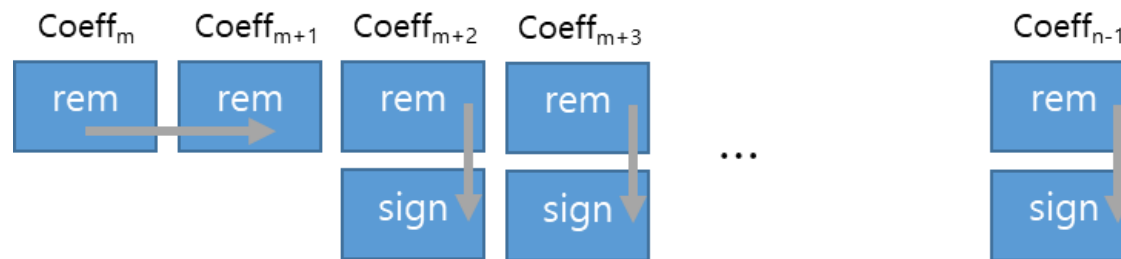 Coeffm Coeffm+1 Coeffm+2 Coeffm+3 Coeffn-1
rem rem rem rem rem
...
sign sign sign